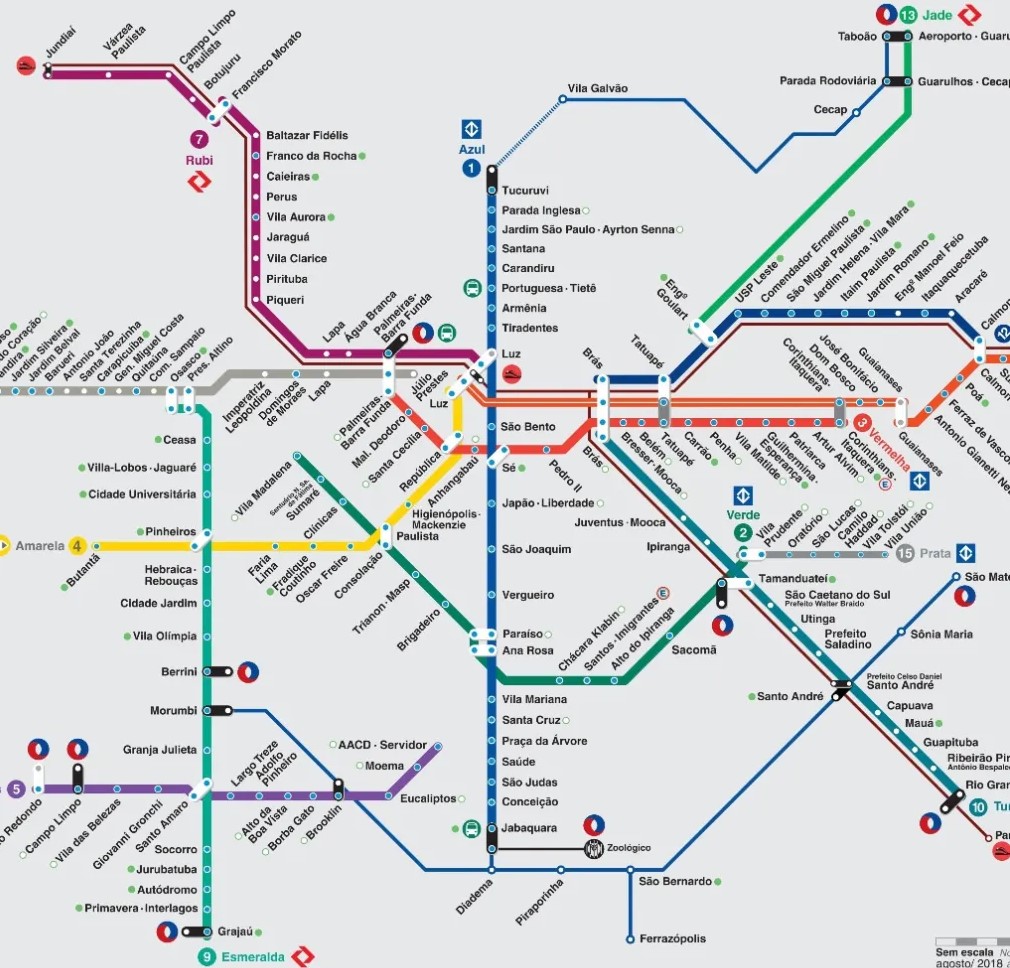 13 Jade
Taboão
Aeroporto · Guaru
Parada Rodoviária
Guarulhos · Cecap
Cecap
Vila Galvão
Jundiaí
Várzea
Paulista
Campo Limpo
Paulista
Botujuru
Francisco Morato
7
Rubi
Baltazar Fidélis
Franco da Rocha
Caieiras
Perus
Vila Aurora
Jaraguá
Vila Clarice
Pirituba
Piqueri
Lapa
Água Branca
Palmeiras-
Barra Funda
Azul
1
Tucuruvi
Parada Inglesa
Jardim São Paulo · Ayrton Senna
Santana
Carandiru
Portuguesa · Tietê
Armênia
Tiradentes
Luz
São Bento
Sé
Japão · Liberdade
São Joaquim
Vergueiro
Paraíso
Ana Rosa
Vila Mariana
Santa Cruz
Praça da Árvore
Saúde
São Judas
Conceição
Jabaquara
Zoológico
Engº
Goulart
USP Leste
Comendador Ermelino
São Miguel Paulista
Jardim Helena · Vila Mara
Itaim Paulista
Jardim Romano
Engº Manoel Feio
Itaquaquecetuba
Aracaré
Calmon
12
Su
Calmon
Poá
Ferraz de Vasconc
Antonio Gianetti Ne
Guaianases
Brás
Tatuapé
Corinthians-
Itaquera
Dom Bosco
José Bonifácio
Guaianases
Jardim Silveira
Jardim Belval
Barueri
Antonio João
Santa Terezinha
Carapicuíba
Gen. Miguel Costa
Quitaúna
Com. Sampaio
Osasco
Pres. Altino
Imperatriz
Leopoldina
Domingos
de Moraes
Lapa
Júlio
Prestes
Luz
Palmeiras-
Barra Funda
Mal. Deodoro
Santa Cecília
República
Anhangabaú
Pedro II
Brás
Bresser · Mooca
Belém
Tatuapé
Carrão
Penha
Vila Matilde
Guilhermina-
Esperança
Patriarca
Artur Alvim
Corinthians-
Itaquera
E
3 Vermelha
Ceasa
Villa-Lobos · Jaguaré
Cidade Universitária
Pinheiros
Hebraica-
Rebouças
Cidade Jardim
Vila Olímpia
Berrini
Morumbi
Granja Julieta
Santo Amaro
Socorro
Jurubatuba
Autódromo
Primavera · Interlagos
Grajaú
9 Esmeralda
Amarela 4
Butantã
Faria
Lima
Fradique
Coutinho
Oscar Freire
Paulista
Higienópolis-
Mackenzie
Vila Madalena
Santuário N. Sa.
de Fátima
Sumaré
Clínicas
Consolação
Trianon · Masp
Brigadeiro
Chácara Klabin
Santos · Imigrantes
E
Alto do Ipiranga
Sacomã
Verde
2
Vila
Prudente
Oratório
São Lucas
Camilo
Haddad
Vila Tolstói
Vila União
15 Prata
Juventus · Mooca
Ipiranga
Tamanduateí
São Caetano do Sul
Prefeito Walter Braido
Utinga
Prefeito
Saladino
Prefeito Celso Daniel
Santo André
Capuava
Mauá
Guapituba
Ribeirão Pir
Antônio Bespale
Rio Gran
10 Tur
Par
São Mate
Sônia Maria
Santo André
5
Redondo
Campo Limpo
Vila das Belezas
Giovanni Gronchi
Largo Treze
Adolfo
Pinheiro
Alto da
Boa Vista
Borba Gato
Brooklin
AACD · Servidor
Moema
Eucaliptos
Diadema
Piraporinha
São Bernardo
Ferrazópolis
Sem escala
agosto/ 2018